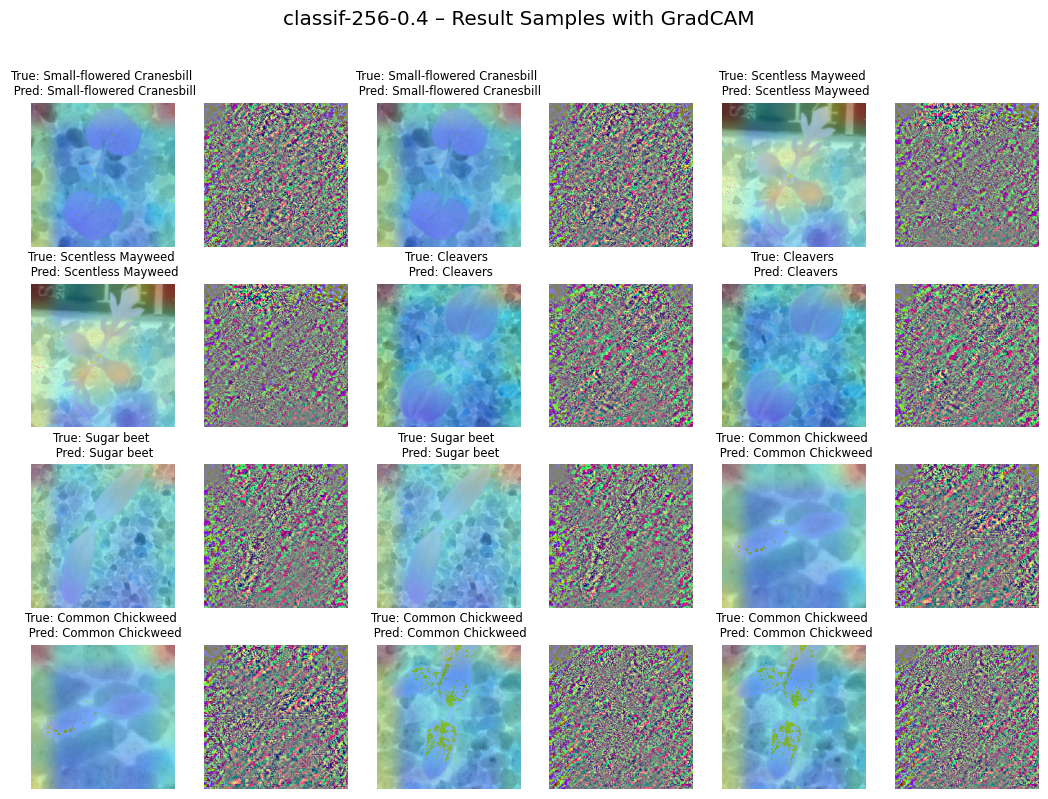 classif-256-0.4 – Result Samples with GradCAM
True: Small-flowered Cranesbill
Pred: Small-flowered Cranesbill
True: Small-flowered Cranesbill
Pred: Small-flowered Cranesbill
True: Scentless Mayweed
Pred: Scentless Mayweed
True: Scentless Mayweed
Pred: Scentless Mayweed
True: Cleavers
Pred: Cleavers
True: Cleavers
Pred: Cleavers
True: Sugar beet
Pred: Sugar beet
True: Sugar beet
Pred: Sugar beet
True: Common Chickweed
Pred: Common Chickweed
True: Common Chickweed
Pred: Common Chickweed
True: Common Chickweed
Pred: Common Chickweed
True: Common Chickweed
Pred: Common Chickweed